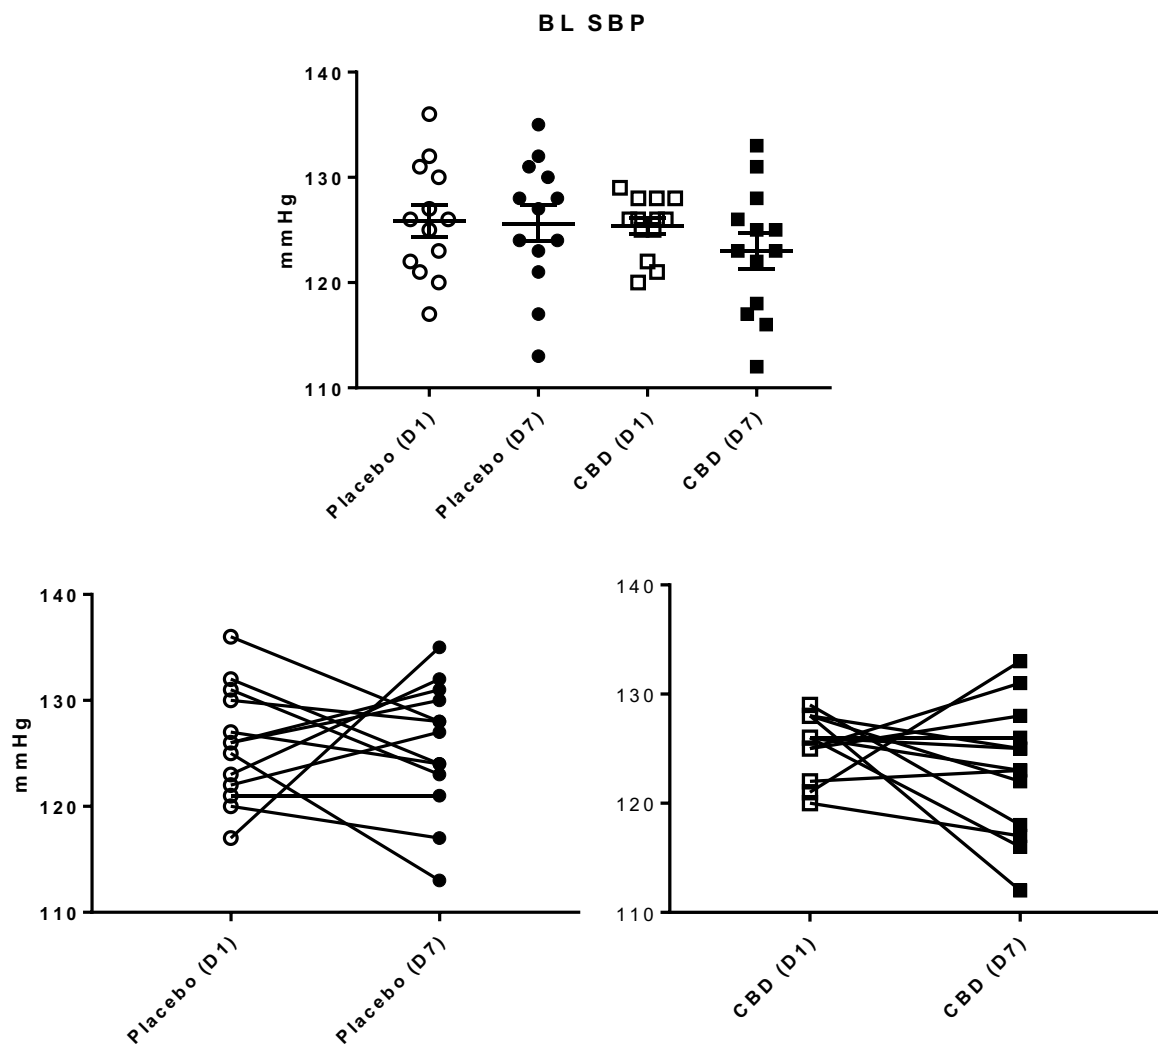 BL SBP
140
130
120
110
mmHg
Placebo (D1)
Placebo (D7)
CBD (D1)
CBD (D7)
140
130
120
110
mmHg
Placebo (D1)
Placebo (D7)
140
130
120
110
CBD (D1)
CBD (D7)